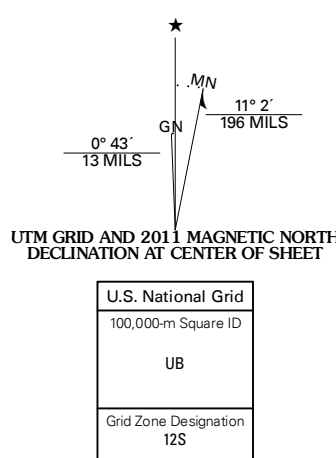 ★
MN
11° 2´
196 MILS
GN
0° 43´
13 MILS
UTM GRID AND 2011 MAGNETIC NORTH
DECLINATION AT CENTER OF SHEET
U.S. National Grid
100,000-m Square ID
UB
Grid Zone Designation
12S